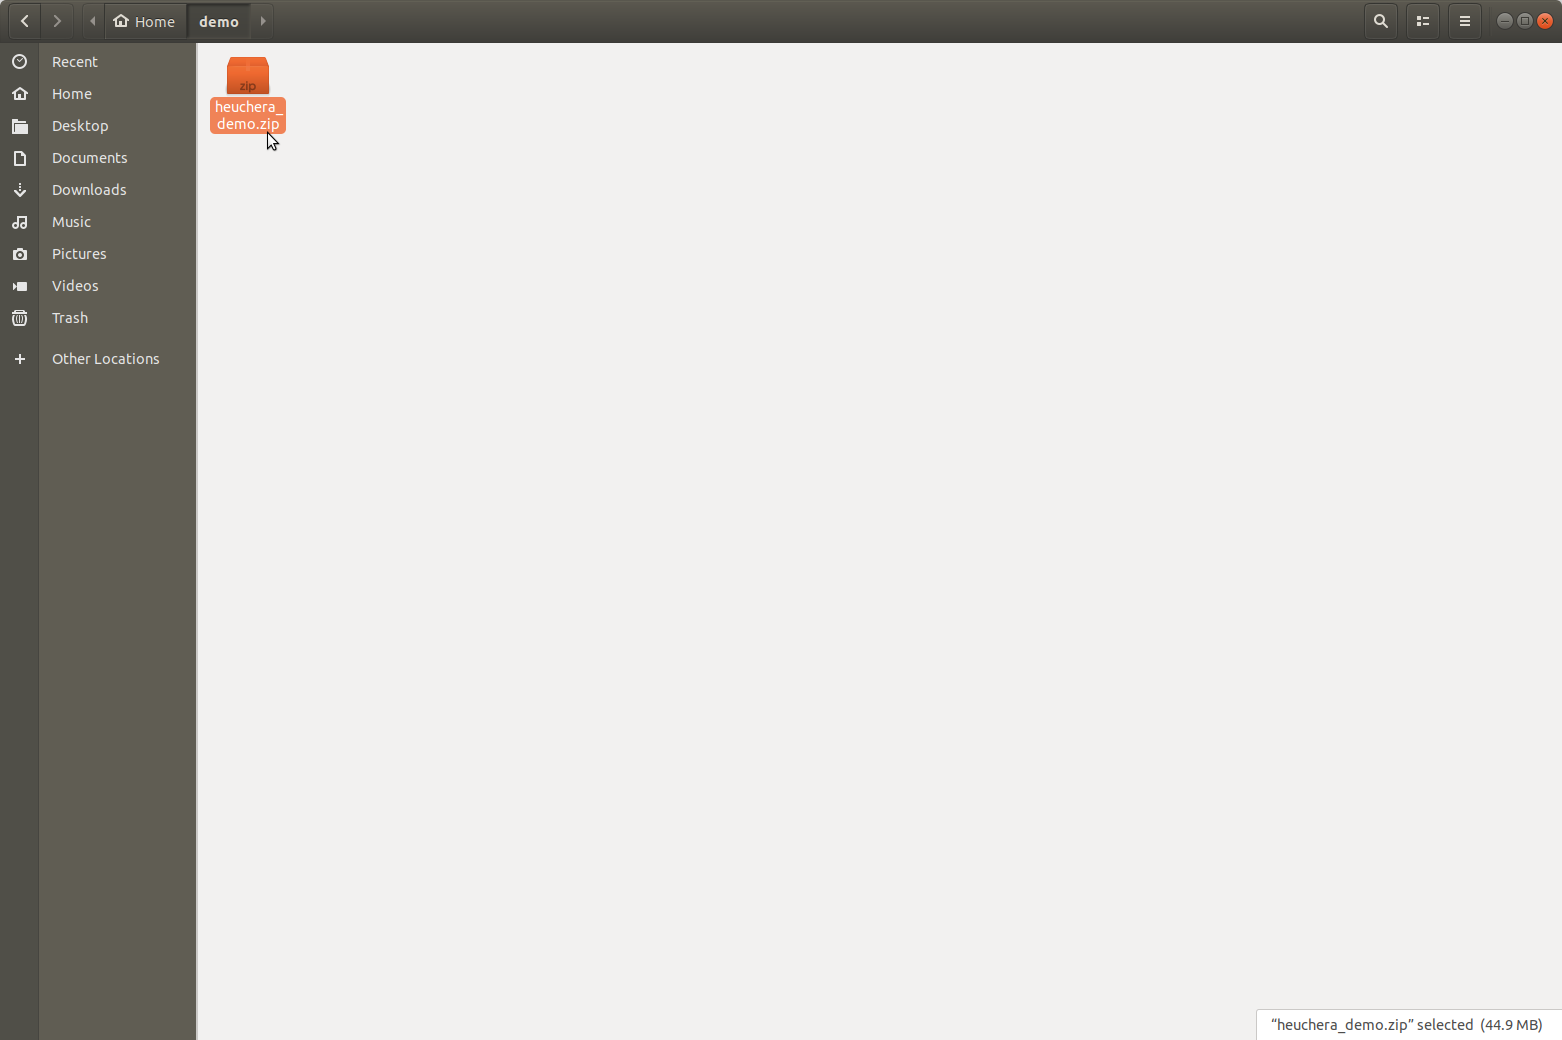 Home
demo
Recent
Home
Desktop
Documents
Downloads
Music
Pictures
Videos
Trash
Other Locations
zip
heuchera_
demo.zip
“heuchera_demo.zip” selected (44.9 MB)